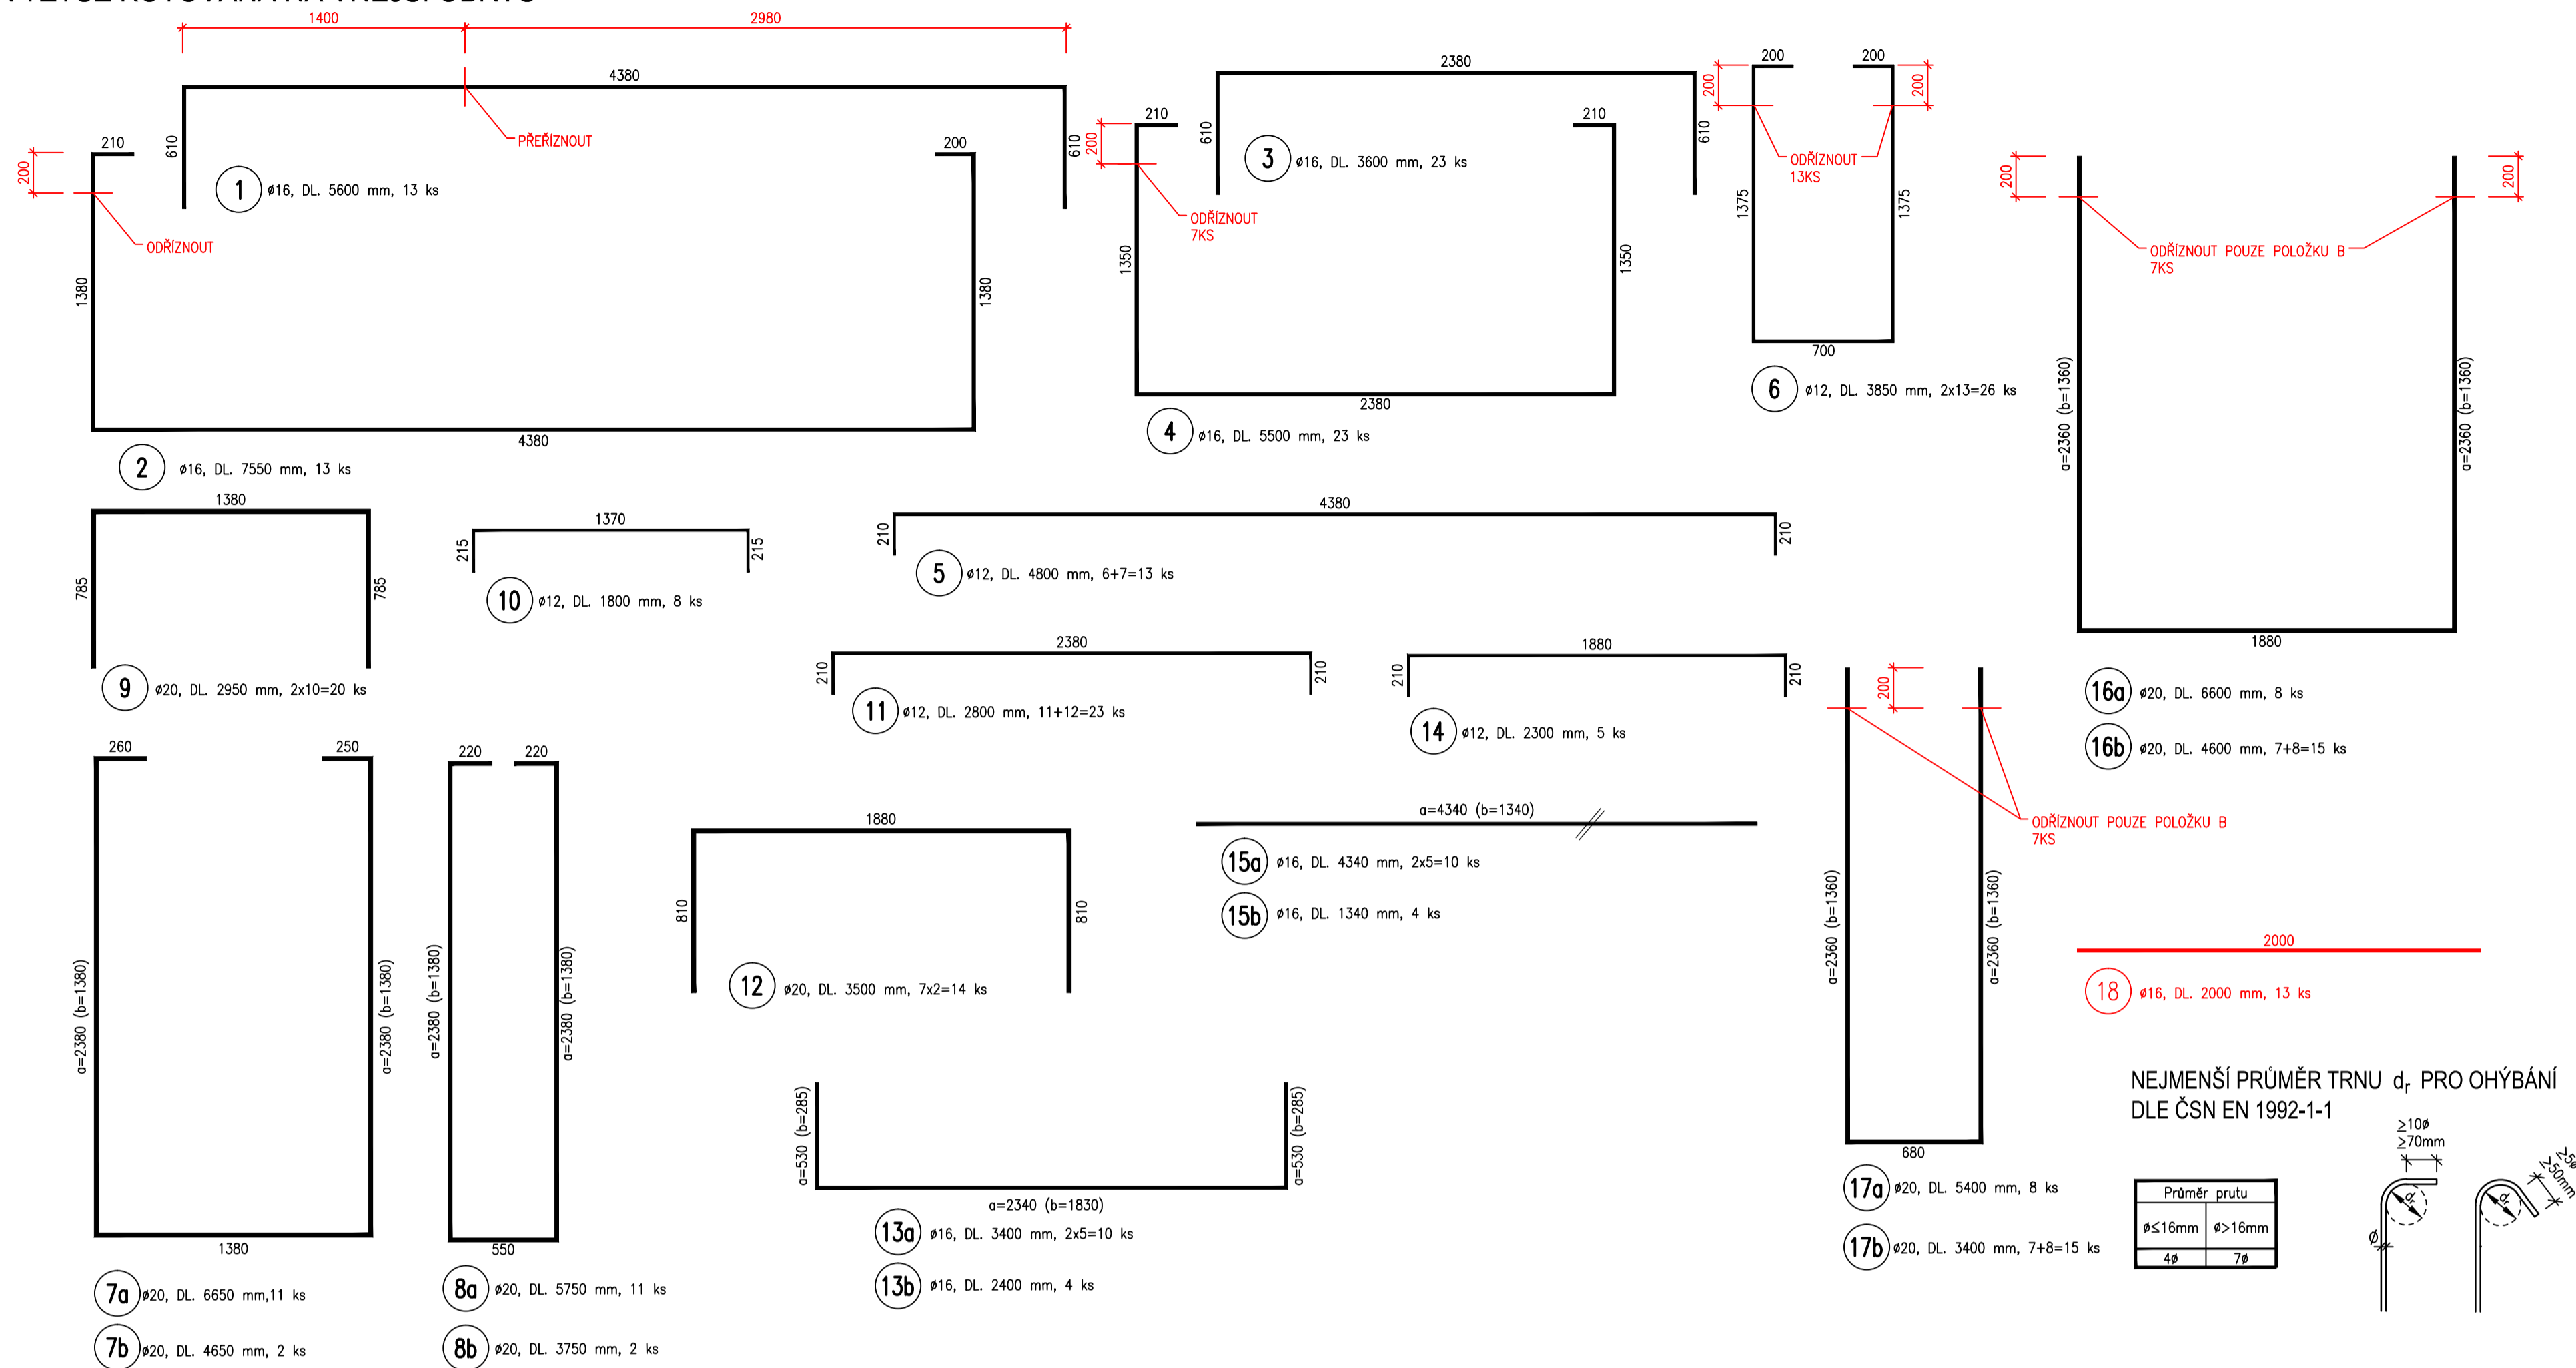 1400
2980
4380
610
610
PŘEŘÍZNOUT
1
ø16, DL. 5600 mm, 13 ks
200
210
200
ODŘÍZNOUT
1380
1380
4380
2
ø16, DL. 7550 mm, 13 ks
2380
610
610
3
ø16, DL. 3600 mm, 23 ks
200
210
210
ODŘÍZNOUT
7KS
1350
1350
2380
4
ø16, DL. 5500 mm, 23 ks
200
200
200
200
ODŘÍZNOUT
13KS
1375
1375
700
6
ø12, DL. 3850 mm, 2x13=26 ks
200
200
ODŘÍZNOUT POUZE POLOŽKU B
7KS
a=2360 (b=1360)
a=2360 (b=1360)
1880
16a
ø20, DL. 6600 mm, 8 ks
16b
ø20, DL. 4600 mm, 7+8=15 ks
1380
785
785
9
ø20, DL. 2950 mm, 2x10=20 ks
1370
215
215
10
ø12, DL. 1800 mm, 8 ks
4380
210
210
5
ø12, DL. 4800 mm, 6+7=13 ks
2380
210
210
11
ø12, DL. 2800 mm, 11+12=23 ks
1880
210
210
14
ø12, DL. 2300 mm, 5 ks
260
250
a=2380 (b=1380)
a=2380 (b=1380)
1380
7a
ø20, DL. 6650 mm,11 ks
7b
ø20, DL. 4650 mm, 2 ks
220
220
a=2380 (b=1380)
a=2380 (b=1380)
550
8a
ø20, DL. 5750 mm, 11 ks
8b
ø20, DL. 3750 mm, 2 ks
1880
810
810
12
ø20, DL. 3500 mm, 7x2=14 ks
a=4340 (b=1340)
15a
ø16, DL. 4340 mm, 2x5=10 ks
15b
ø16, DL. 1340 mm, 4 ks
a=530 (b=285)
a=530 (b=285)
a=2340 (b=1830)
13a
ø16, DL. 3400 mm, 2x5=10 ks
13b
ø16, DL. 2400 mm, 4 ks
200
ODŘÍZNOUT POUZE POLOŽKU B
7KS
a=2360 (b=1360)
a=2360 (b=1360)
680
17a
ø20, DL. 5400 mm, 8 ks
17b
ø20, DL. 3400 mm, 7+8=15 ks
2000
18
ø16, DL. 2000 mm, 13 ks
NEJMENŠÍ PRŮMĚR TRNU dr PRO OHÝBÁNÍ
DLE ČSN EN 1992-1-1
Průměr prutu
ø≤16mm ø>16mm
4ø 7ø
≥10ø
≥70mm
dr
ø
≥5ø
≥50mm
dr